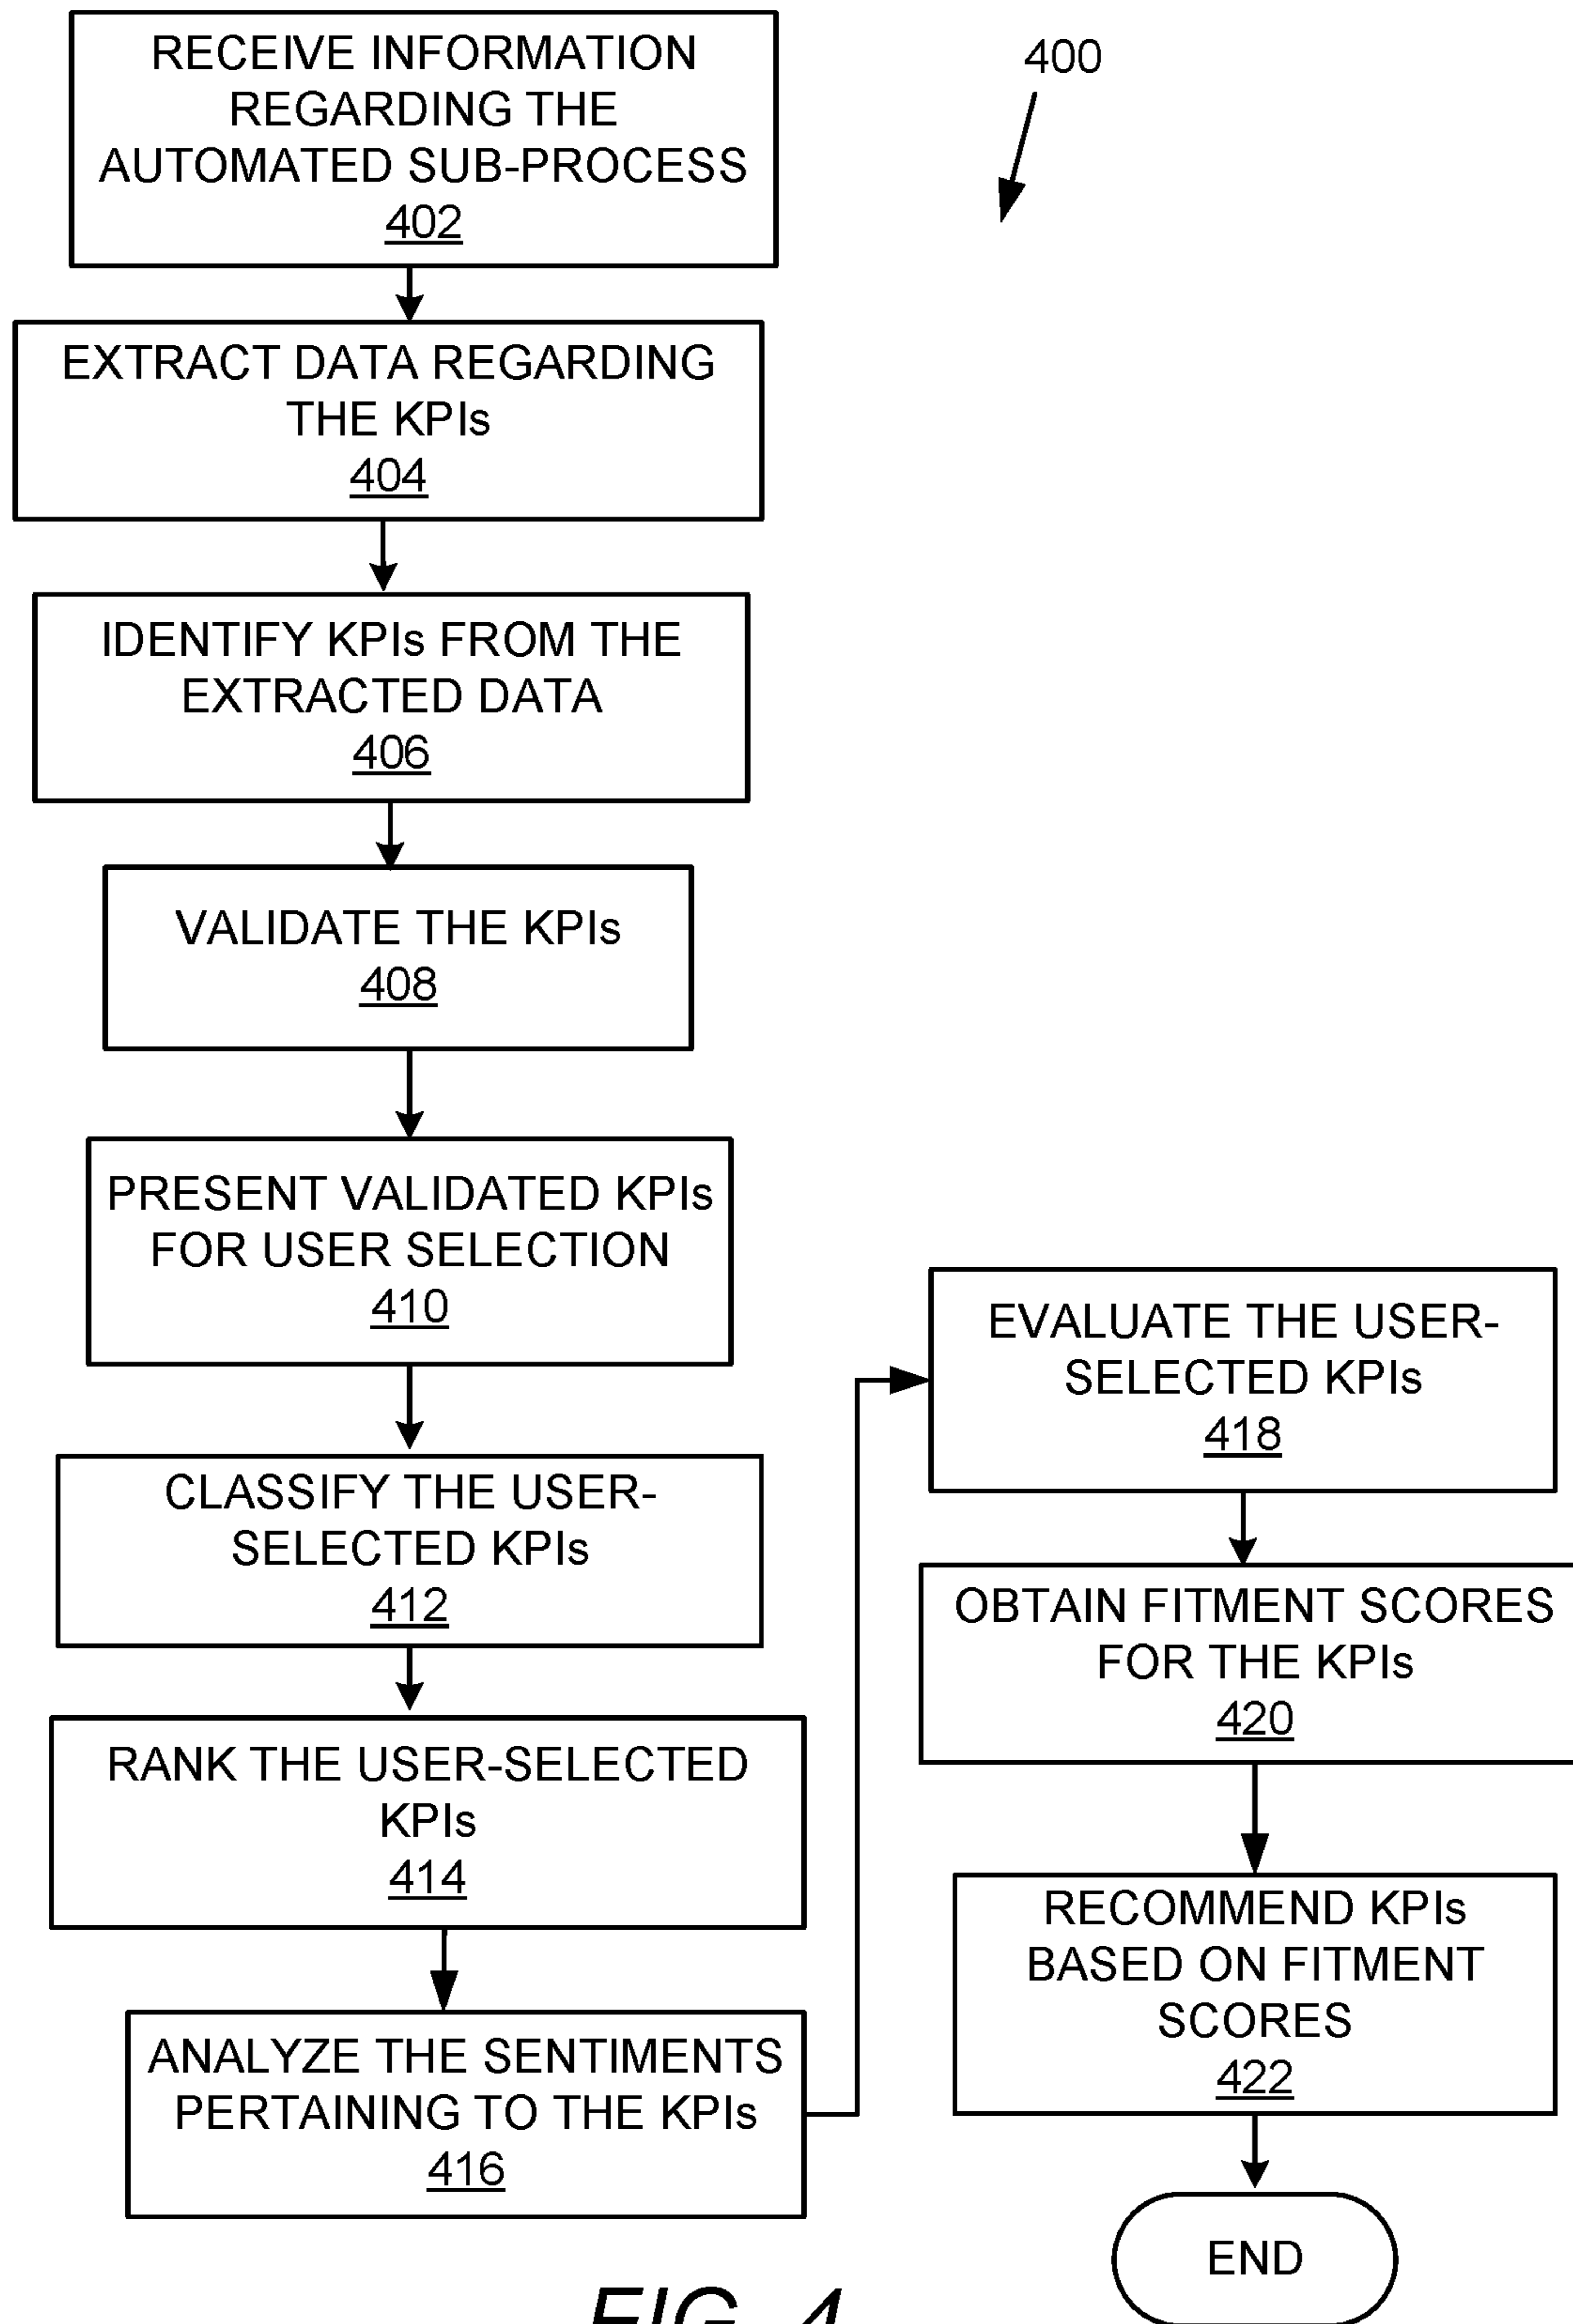 RECEIVE INFORMATION
REGARDING THE
AUTOMATED SUB-PROCESS
402
400
EXTRACT DATA REGARDING
THE KPIs
404
IDENTIFY KPIs FROM THE
EXTRACTED DATA
406
VALIDATE THE KPIs
408
PRESENT VALIDATED KPIs
FOR USER SELECTION
410
CLASSIFY THE USER-
SELECTED KPIs
412
RANK THE USER-SELECTED
KPIs
414
ANALYZE THE SENTIMENTS
PERTAINING TO THE KPIs
416
EVALUATE THE USER-
SELECTED KPIs
418
OBTAIN FITMENT SCORES
FOR THE KPIs
420
RECOMMEND KPIs
BASED ON FITMENT
SCORES
422
END
FIG. 4